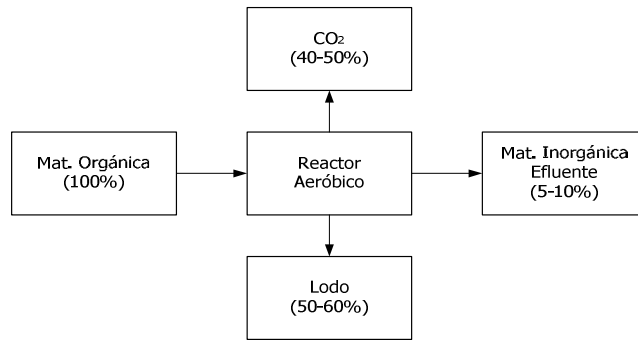 CO₂
(40-50%)
Mat. Orgánica
(100%)
Reactor
Aeróbico
Mat. Inorgánica
Efluente
(5-10%)
Lodo
(50-60%)